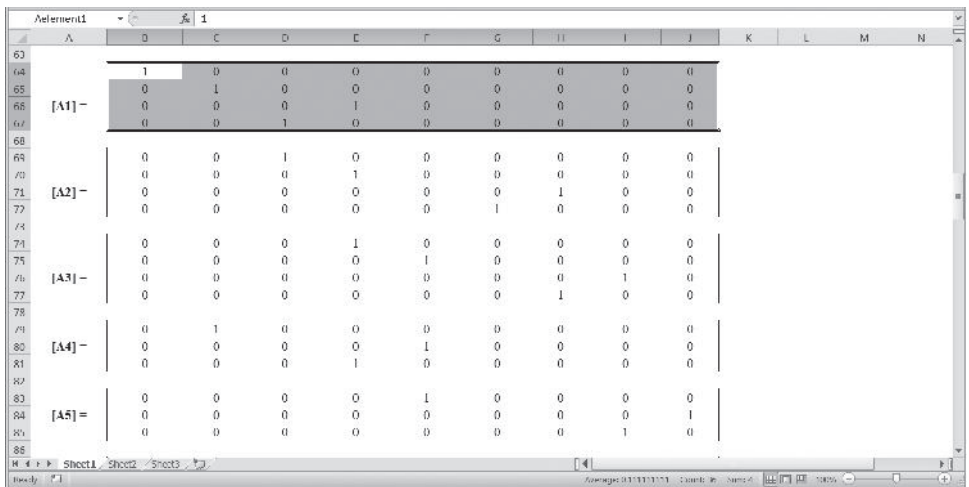 Aelement1 fx 1
A B C D E F G H I J K L M N
63
64 1 0 0 0 0 0 0 0 0
65 0 1 0 0 0 0 0 0 0
66 [A1] = 0 0 0 1 0 0 0 0 0
67 0 0 1 0 0 0 0 0 0
68
69 0 0 1 0 0 0 0 0 0
70 0 0 0 1 0 0 0 0 0
71 [A2] = 0 0 0 0 0 0 1 0 0
72 0 0 0 0 0 1 0 0 0
73
74 0 0 0 1 0 0 0 0 0
75 0 0 0 0 1 0 0 0 0
76 [A3] = 0 0 0 0 0 0 0 1 0
77 0 0 0 0 0 0 1 0 0
78
79 0 1 0 0 0 0 0 0 0
80 [A4] = 0 0 0 0 1 0 0 0 0
81 0 0 0 1 0 0 0 0 0
82
83 0 0 0 0 1 0 0 0 0
84 [A5] = 0 0 0 0 0 0 0 0 1
85 0 0 0 0 0 0 0 1 0
86
Sheet1 Sheet2 Sheet3
Ready Average: 0.111111111 Count: 36 Sum: 4 100%